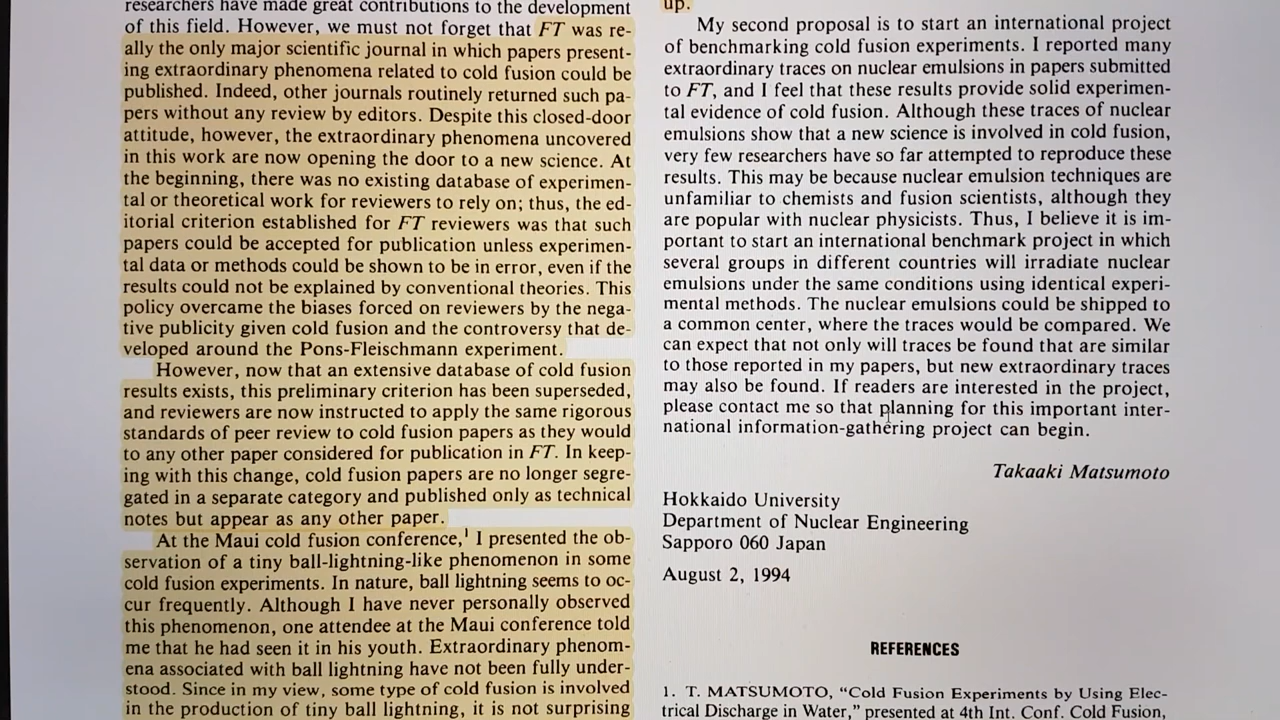 researchers have made great contributions to the development
of this field. However, we must not forget that FT was re-
ally the only major scientific journal in which papers present-
ing extraordinary phenomena related to cold fusion could be
published. Indeed, other journals routinely returned such pa-
pers without any review by editors. Despite this closed-door
attitude, however, the extraordinary phenomena uncovered
in this work are now opening the door to a new science. At
the beginning, there was no existing database of experimen-
tal or theoretical work for reviewers to rely on; thus, the ed-
itorial criterion established for FT reviewers was that such
papers could be accepted for publication unless experimen-
tal data or methods could be shown to be in error, even if the
results could not be explained by conventional theories. This
policy overcame the biases forced on reviewers by the nega-
tive publicity given cold fusion and the controversy that de-
veloped around the Pons-Fleischmann experiment.
However, now that an extensive database of cold fusion
results exists, this preliminary criterion has been superseded,
and reviewers are now instructed to apply the same rigorous
standards of peer review to cold fusion papers as they would
to any other paper considered for publication in FT. In keep-
ing with this change, cold fusion papers are no longer segre-
gated in a separate category and published only as technical
notes but appear as any other paper.
At the Maui cold fusion conference,¹ I presented the ob-
servation of a tiny ball-lightning-like phenomenon in some
cold fusion experiments. In nature, ball lightning seems to oc-
cur frequently. Although I have never personally observed
this phenomenon, one attendee at the Maui conference told
me that he had seen it in his youth. Extraordinary phenom-
ena associated with ball lightning have not been fully under-
stood. Since in my view, some type of cold fusion is involved
in the production of tiny ball lightning, it is not surprising
up.
My second proposal is to start an international project
of benchmarking cold fusion experiments. I reported many
extraordinary traces on nuclear emulsions in papers submitted
to FT, and I feel that these results provide solid experimen-
tal evidence of cold fusion. Although these traces of nuclear
emulsions show that a new science is involved in cold fusion,
very few researchers have so far attempted to reproduce these
results. This may be because nuclear emulsion techniques are
unfamiliar to chemists and fusion scientists, although they
are popular with nuclear physicists. Thus, I believe it is im-
portant to start an international benchmark project in which
several groups in different countries will irradiate nuclear
emulsions under the same conditions using identical experi-
mental methods. The nuclear emulsions could be shipped to
a common center, where the traces would be compared. We
can expect that not only will traces be found that are similar
to those reported in my papers, but new extraordinary traces
may also be found. If readers are interested in the project,
please contact me so that planning for this important inter-
national information-gathering project can begin.
Takaaki Matsumoto
Hokkaido University
Department of Nuclear Engineering
Sapporo 060 Japan
August 2, 1994
REFERENCES
1. T. MATSUMOTO, “Cold Fusion Experiments by Using Elec-
trical Discharge in Water,” presented at 4th Int. Conf. Cold Fusion,